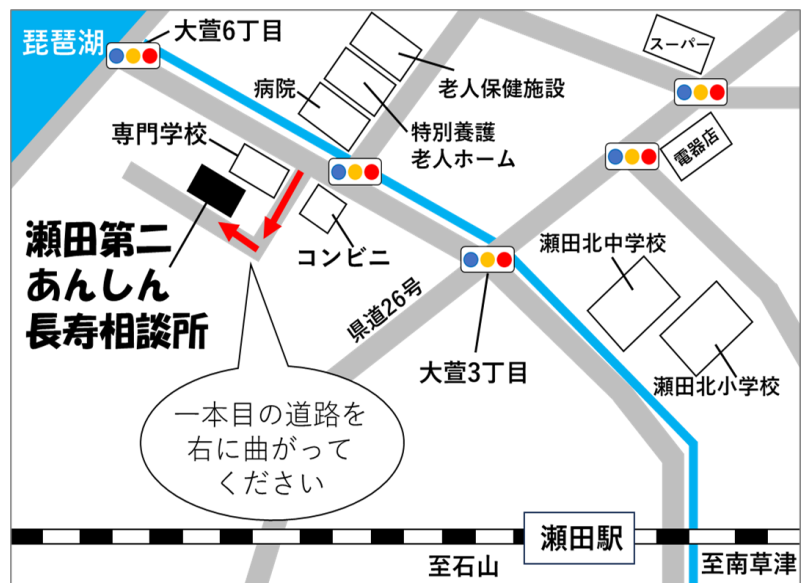 琵琶湖
大萱6丁目
スーパー
病院
老人保健施設
特別養護
老人ホーム
専門学校
電器店
瀬田第二
あんしん
長寿相談所
コンビニ
瀬田北中学校
県道26号
大萱3丁目
瀬田北小学校
一本目の道路を
右に曲がって
ください
瀬田駅
至石山
至南草津